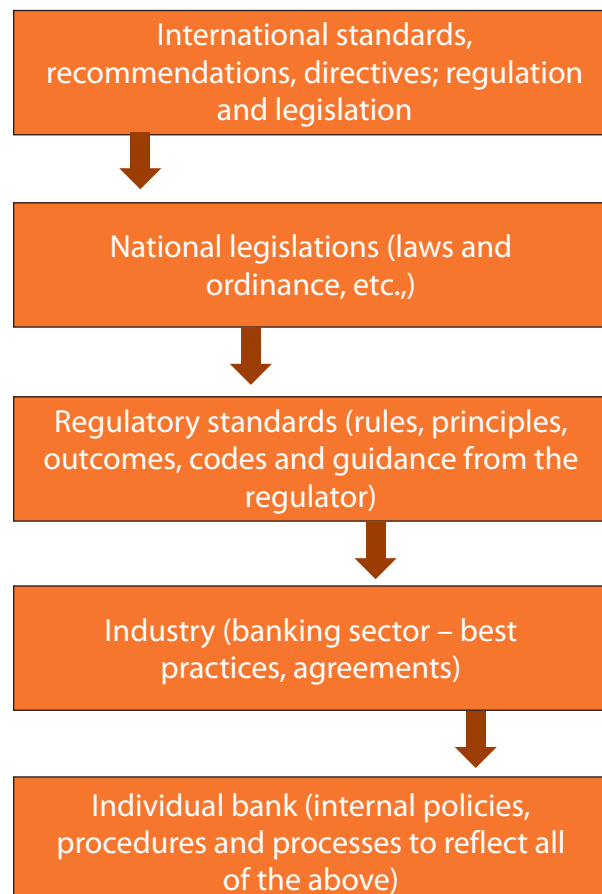 International standards,
recommendations, directives; regulation
and legislation
National legislations (laws and
ordinance, etc.,)
Regulatory standards (rules, principles,
outcomes, codes and guidance from the
regulator)
Industry (banking sector – best
practices, agreements)
Individual bank (internal policies,
procedures and processes to reflect all
of the above)